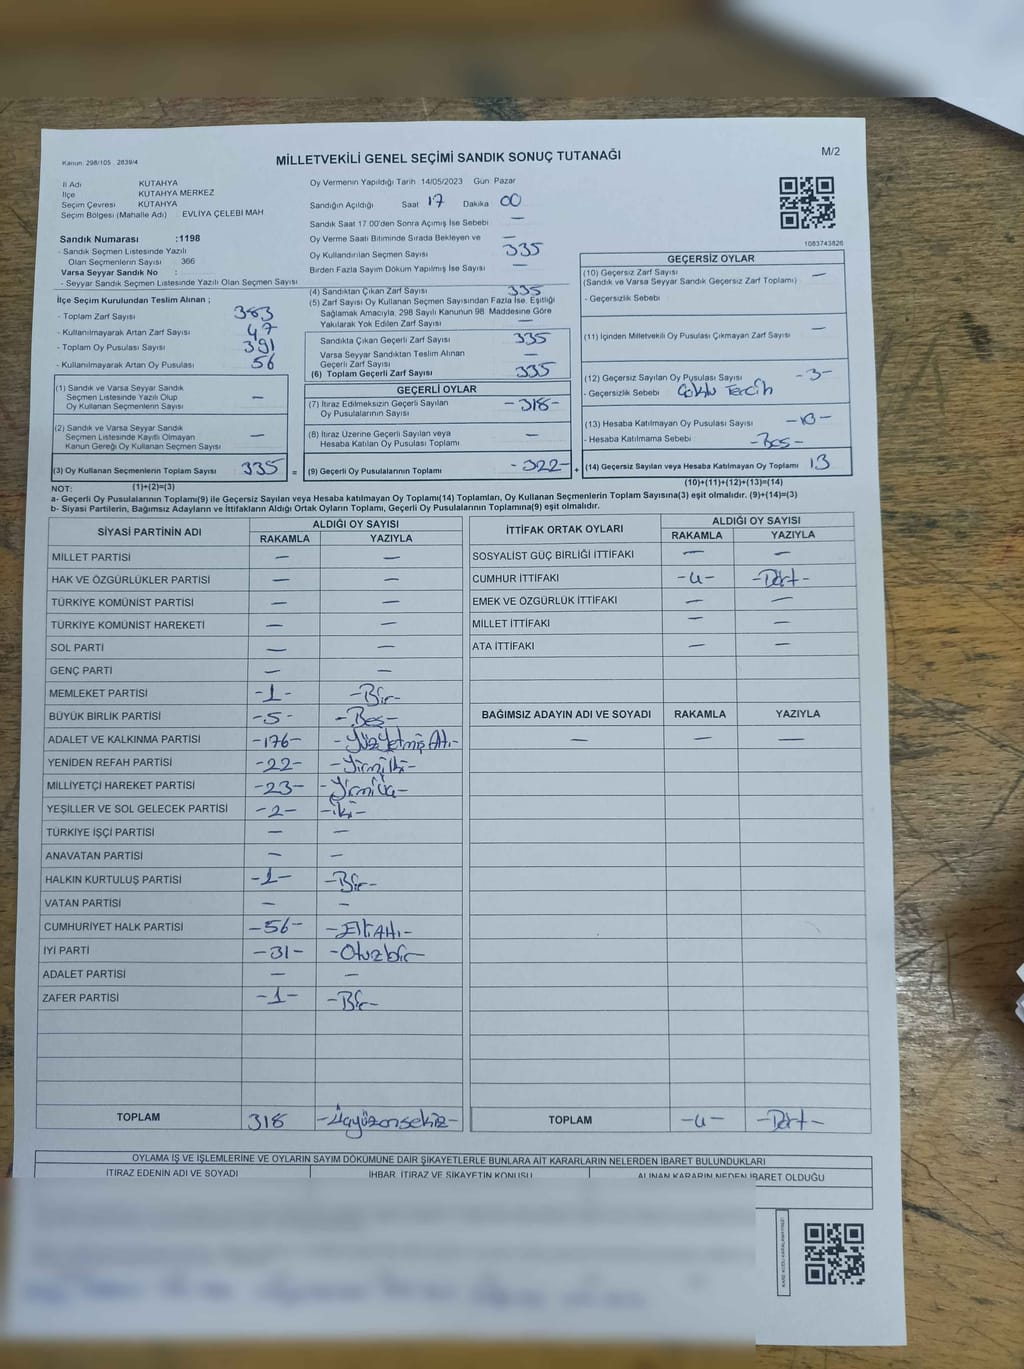 Kanun: 298/105 , 2839/4
MİLLETVEKİLİ GENEL SEÇİMİ SANDIK SONUÇ TUTANAĞI
M/2
İl Adı KÜTAHYA
İlçe KÜTAHYA MERKEZ
Seçim Çevresi KÜTAHYA
Seçim Bölgesi (Mahalle Adı) : EVLİYA ÇELEBİ MAH
Sandık Numarası :1198
- Sandık Seçmen Listesinde Yazılı
Olan Seçmenlerin Sayısı 366
Varsa Seyyar Sandık No :
- Seyyar Sandık Seçmen Listesinde Yazılı Olan Seçmen Sayısı
Oy Vermenin Yapıldığı Tarih 14/05/2023 Gün Pazar
Sandığın Açıldığı Saat 17 Dakika 00
Sandık Saat 17 00'den Sonra Açılmış İse Sebebi —
Oy Verme Saati Bitiminde Sırada Bekleyen ve —
Oy Kullandırılan Seçmen Sayısı 335
Birden Fazla Sayım Döküm Yapılmış İse Sayısı —
1083743826
İlçe Seçim Kurulundan Teslim Alınan ;
- Toplam Zarf Sayısı 383
- Kullanılmayarak Artan Zarf Sayısı 47
- Toplam Oy Pusulası Sayısı 391
- Kullanılmayarak Artan Oy Pusulası 56
(1) Sandık ve Varsa Seyyar Sandık
Seçmen Listesinde Yazılı Olup
Oy Kullanan Seçmenlerin Sayısı —
(2) Sandık ve Varsa Seyyar Sandık
Seçmen Listesinde Kayıtlı Olmayan
Kanun Gereği Oy Kullanan Seçmen Sayısı —
(3) Oy Kullanan Seçmenlerin Toplam Sayısı 335 =
(4) Sandıktan Çıkan Zarf Sayısı 335
(5) Zarf Sayısı Oy Kullanan Seçmen Sayısından Fazla İse, Eşitliği
Sağlamak Amacıyla, 298 Sayılı Kanunun 98. Maddesine Göre
Yakılarak Yok Edilen Zarf Sayısı —
Sandıkta Çıkan Geçerli Zarf Sayısı 335
Varsa Seyyar Sandıktan Teslim Alınan
Geçerli Zarf Sayısı —
(6) Toplam Geçerli Zarf Sayısı 335
GEÇERLİ OYLAR
(7) İtiraz Edilmeksizin Geçerli Sayılan
Oy Pusulalarının Sayısı -318-
(8) İtiraz Üzerine Geçerli Sayılan veya
Hesaba Katılan Oy Pusulası Toplamı —
(9) Geçerli Oy Pusulalarının Toplamı -322- +
GEÇERSİZ OYLAR
(10) Geçersiz Zarf Sayısı —
(Sandık ve Varsa Seyyar Sandık Geçersiz Zarf Toplamı)
- Geçersizlik Sebebi
(11) İçinden Milletvekili Oy Pusulası Çıkmayan Zarf Sayısı —
(12) Geçersiz Sayılan Oy Pusulası Sayısı -3-
- Geçersizlik Sebebi Çoklu Tercih
(13) Hesaba Katılmayan Oy Pusulası Sayısı -10-
- Hesaba Katılmama Sebebi -Boş-
(14) Geçersiz Sayılan veya Hesaba Katılmayan Oy Toplamı 13
NOT: (1)+(2)=(3) (10)+(11)+(12)+(13)=(14)
a- Geçerli Oy Pusulalarının Toplamı(9) ile Geçersiz Sayılan veya Hesaba katılmayan Oy Toplamı(14) Toplamları, Oy Kullanan Seçmenlerin Toplam Sayısına(3) eşit olmalıdır. (9)+(14)=(3)
b- Siyasi Partilerin, Bağımsız Adayların ve İttifakların Aldığı Ortak Oyların Toplamı, Geçerli Oy Pusulalarının Toplamına(9) eşit olmalıdır.
SİYASİ PARTİNİN ADI ALDIĞI OY SAYISI
RAKAMLA YAZIYLA
MİLLET PARTİSİ — —
HAK VE ÖZGÜRLÜKLER PARTİSİ — —
TÜRKİYE KOMÜNİST PARTİSİ — —
TÜRKİYE KOMÜNİST HAREKETİ — —
SOL PARTİ — —
GENÇ PARTİ — —
MEMLEKET PARTİSİ -1- -Bir-
BÜYÜK BİRLİK PARTİSİ -5- -Beş-
ADALET VE KALKINMA PARTİSİ -176- -YüzYetmişAltı-
YENİDEN REFAH PARTİSİ -22- -Yirmiİki-
MİLLİYETÇİ HAREKET PARTİSİ -23- -YirmiÜç-
YEŞİLLER VE SOL GELECEK PARTİSİ -2- -İki-
TÜRKİYE İŞÇİ PARTİSİ — —
ANAVATAN PARTİSİ — —
HALKIN KURTULUŞ PARTİSİ -1- -Bir-
VATAN PARTİSİ — —
CUMHURİYET HALK PARTİSİ -56- -ElliAltı-
İYİ PARTİ -31- -Otuzbir-
ADALET PARTİSİ — —
ZAFER PARTİSİ -1- -Bir-
TOPLAM 318 -Üçyüzonsekiz-
İTTİFAK ORTAK OYLARI ALDIĞI OY SAYISI
RAKAMLA YAZIYLA
SOSYALİST GÜÇ BİRLİĞİ İTTİFAKI — —
CUMHUR İTTİFAKI -4- -Dört-
EMEK VE ÖZGÜRLÜK İTTİFAKI — —
MİLLET İTTİFAKI — —
ATA İTTİFAKI — —
BAĞIMSIZ ADAYIN ADI VE SOYADI RAKAMLA YAZIYLA
— — —
TOPLAM -4- -Dört-
OYLAMA İŞ VE İŞLEMLERİNE VE OYLARIN SAYIM DÖKÜMÜNE DAİR ŞİKAYETLERLE BUNLARA AİT KARARLARIN NELERDEN İBARET BULUNDUKLARI
İTİRAZ EDENİN ADI VE SOYADI İHBAR, İTİRAZ VE ŞİKAYETİN KONUSU ALINAN KARARIN NEDEN İBARET OLDUĞU